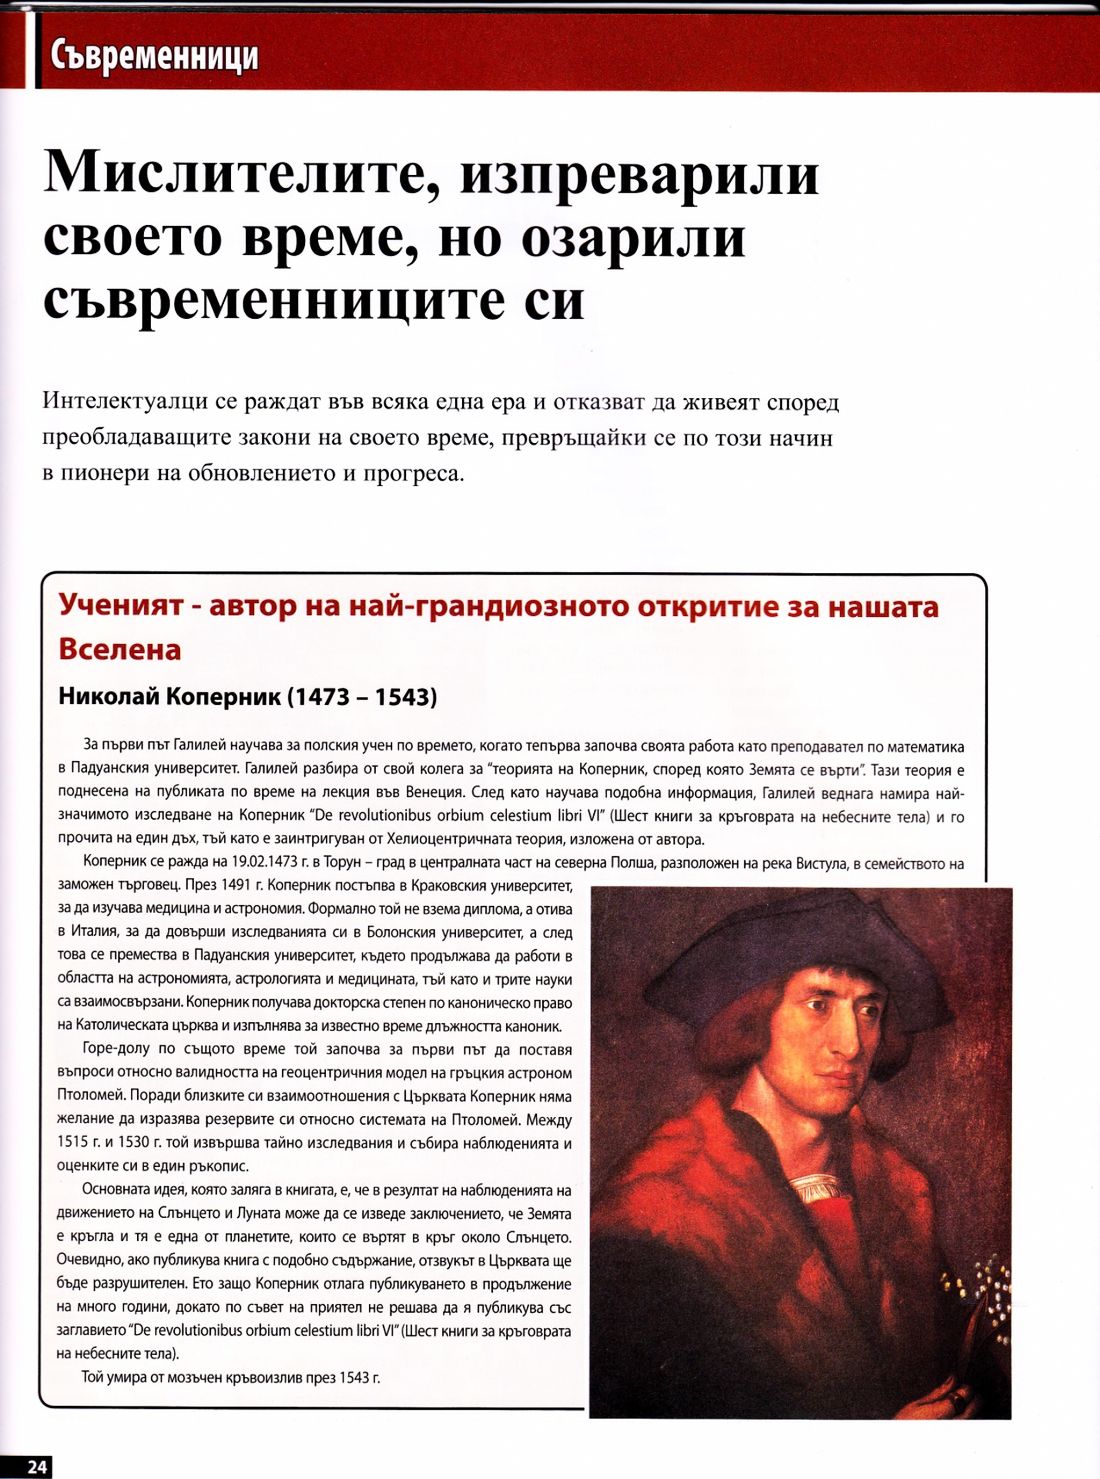 Съвременници
Мислителите, изпреварили
своето време, но озарили
съвременниците си
Интелектуалци се раждат във всяка една ера и отказват да живеят според
преобладаващите закони на своето време, превръщайки се по този начин
в пионери на обновлението и прогреса.
Ученият - автор на най-грандиозното откритие за нашата
Вселена
Николай Коперник (1473 – 1543)
За първи път Галилей научава за полския учен по времето, когато тепърва започва своята работа като преподавател по математика
в Падуанския университет. Галилей разбира от свой колега за “теорията на Коперник, според която Земята се върти”. Тази теория е
поднесена на публиката по време на лекция във Венеция. След като научава подобна информация, Галилей веднага намира най-
значимото изследване на Коперник “De revolutionibus orbium celestium libri VI” (Шест книги за кръговрата на небесните тела) и го
прочита на един дъх, тъй като е заинтригуван от Хелиоцентричната теория, изложена от автора.
Коперник се ражда на 19.02.1473 г. в Торун – град в централната част на северна Полша, разположен на река Вистула, в семейството на
заможен търговец. През 1491 г. Коперник постъпва в Краковския университет,
за да изучава медицина и астрономия. Формално той не взема диплома, а отива
в Италия, за да довърши изследванията си в Болонския университет, а след
това се премества в Падуанския университет, където продължава да работи в
областта на астрономията, астрологията и медицината, тъй като и трите науки
са взаимосвързани. Коперник получава докторска степен по каноническо право
на Католическата църква и изпълнява за известно време длъжността каноник.
Горе-долу по същото време той започва за първи път да поставя
въпроси относно валидността на геоцентричния модел на гръцкия астроном
Птоломей. Поради близките си взаимоотношения с Църквата Коперник няма
желание да изразява резервите си относно системата на Птоломей. Между
1515 г. и 1530 г. той извършва тайно изследвания и събира наблюденията и
оценките си в един ръкопис.
Основната идея, която заляга в книгата, е, че в резултат на наблюденията на
движението на Слънцето и Луната може да се изведе заключението, че Земята
е кръгла и тя е една от планетите, които се въртят в кръг около Слънцето.
Очевидно, ако публикува книга с подобно съдържание, отзвукът в Църквата ще
бъде разрушителен. Ето защо Коперник отлага публикуването в продължение
на много години, докато по съвет на приятел не решава да я публикува със
заглавието “De revolutionibus orbium celestium libri VI” (Шест книги за кръговрата
на небесните тела).
Той умира от мозъчен кръвоизлив през 1543 г.
24